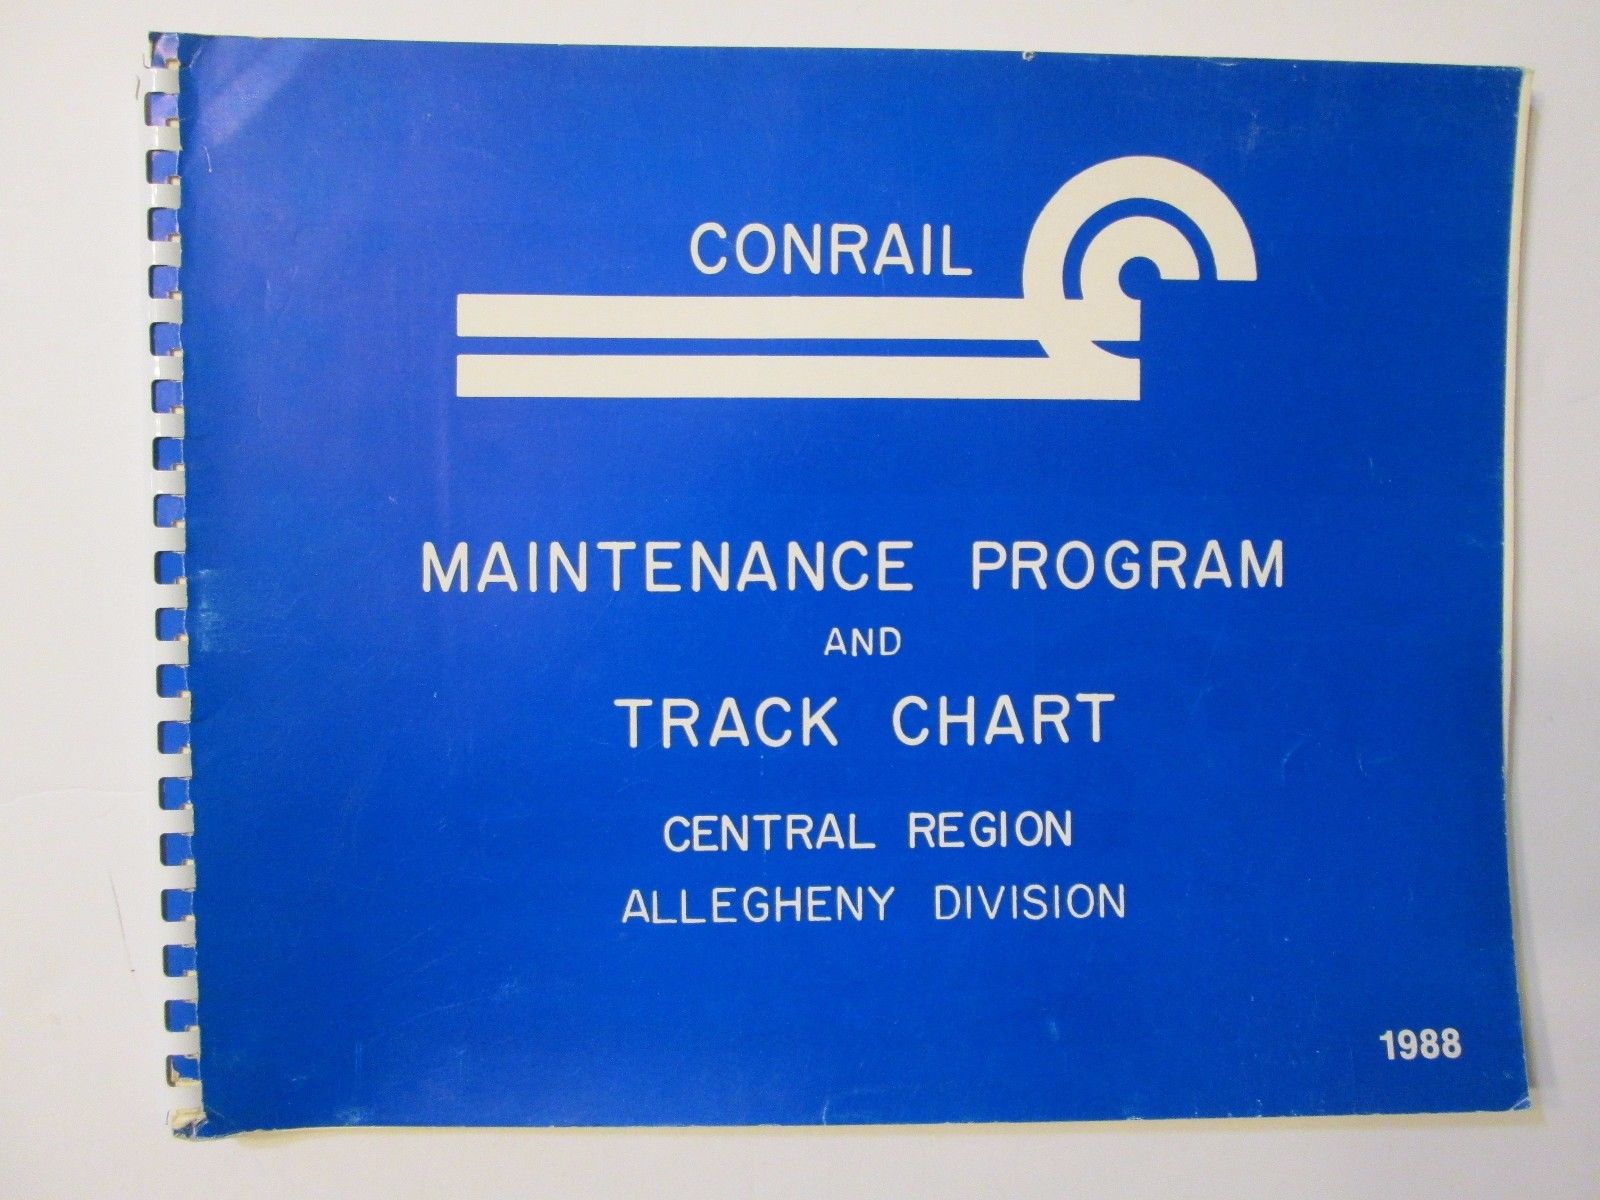 CONRAIL
MAINTENANCE PROGRAM
AND
TRACK CHART
CENTRAL REGION
ALLEGHENY DIVISION
1988